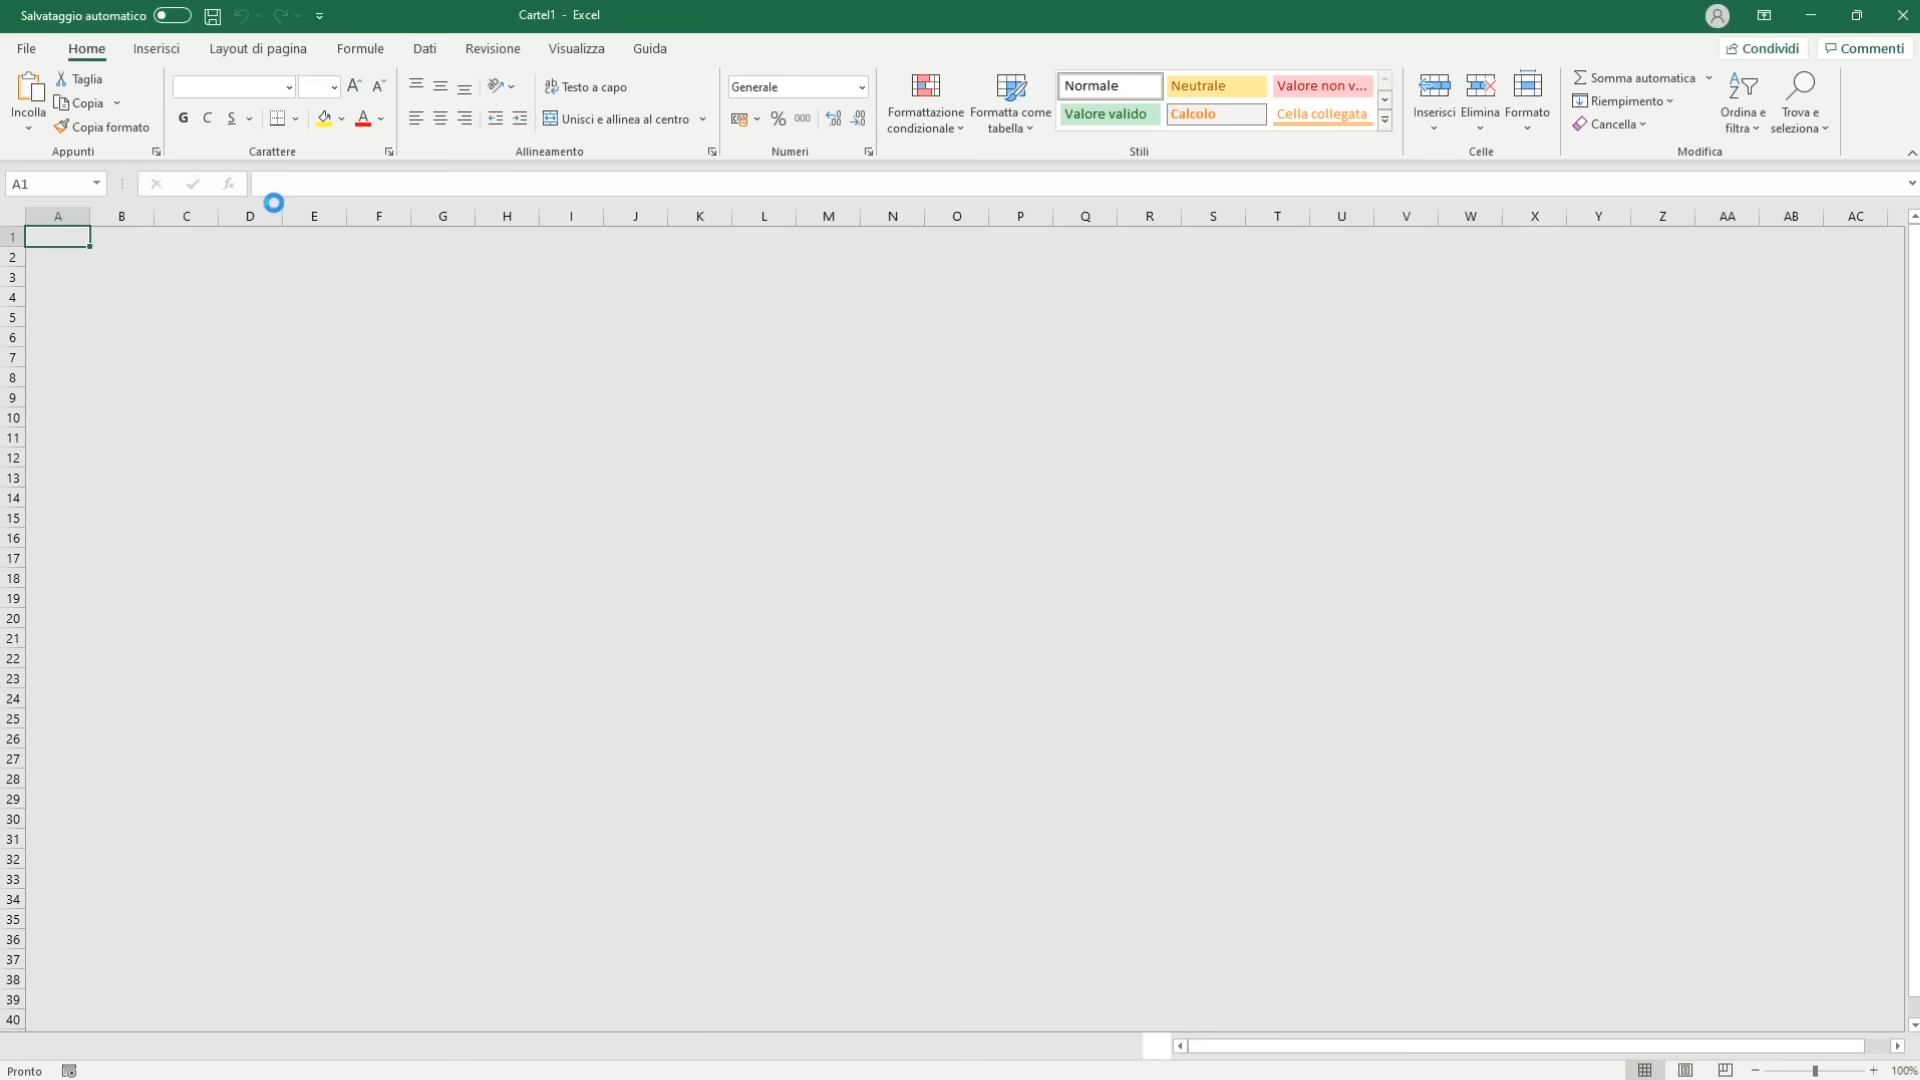 Salvataggio automatico
Cartel1 - Excel
File Home Inserisci Layout di pagina Formule Dati Revisione Visualizza Guida Condividi Commenti
Incolla
Taglia
Copia
Copia formato
Appunti
G C S A A A
Carattere
ab Testo a capo
Unisci e allinea al centro
Allineamento
Generale
% 000
Numeri
Formattazione condizionale
Formatta come tabella
Normale Neutrale Valore non v...
Valore valido Calcolo Cella collegata
Stili
Inserisci Elimina Formato
Celle
Somma automatica
Riempimento
Cancella
Ordina e filtra
Trova e seleziona
Modifica
A1
fx
A B C D E F G H I J K L M N O P Q R S T U V W X Y Z AA AB AC
1
2
3
4
5
6
7
8
9
10
11
12
13
14
15
16
17
18
19
20
21
22
23
24
25
26
27
28
29
30
31
32
33
34
35
36
37
38
39
40
Pronto
100%